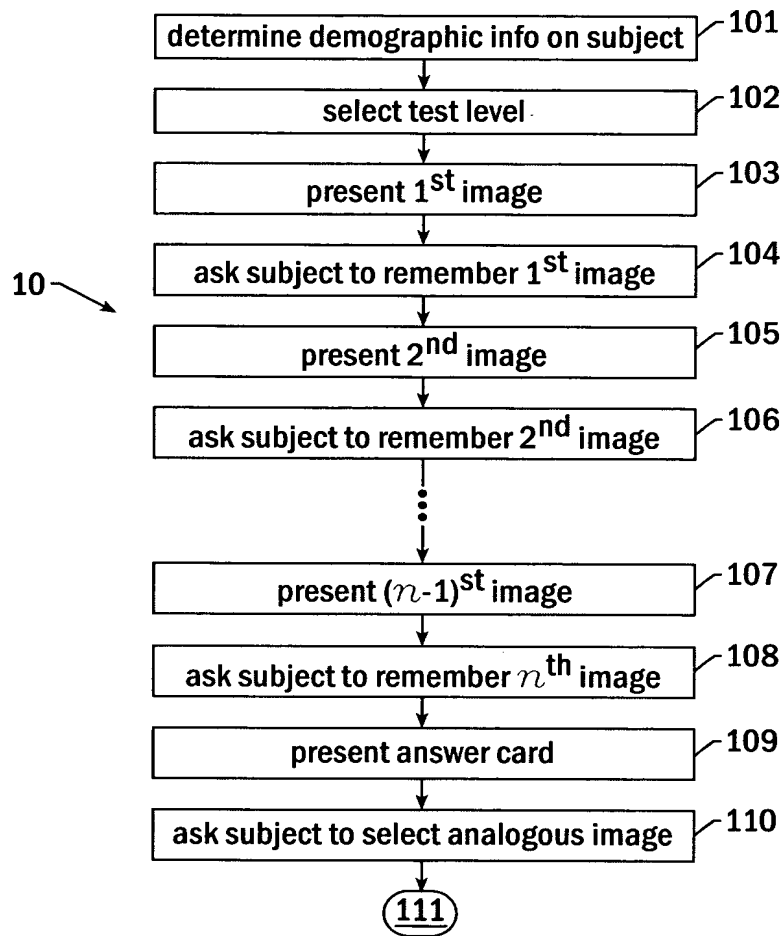 determine demographic info on subject 101
select test level 102
present 1st image 103
ask subject to remember 1st image 104
10
present 2nd image 105
ask subject to remember 2nd image 106
present (n-1)st image 107
ask subject to remember nth image 108
present answer card 109
ask subject to select analogous image 110
111